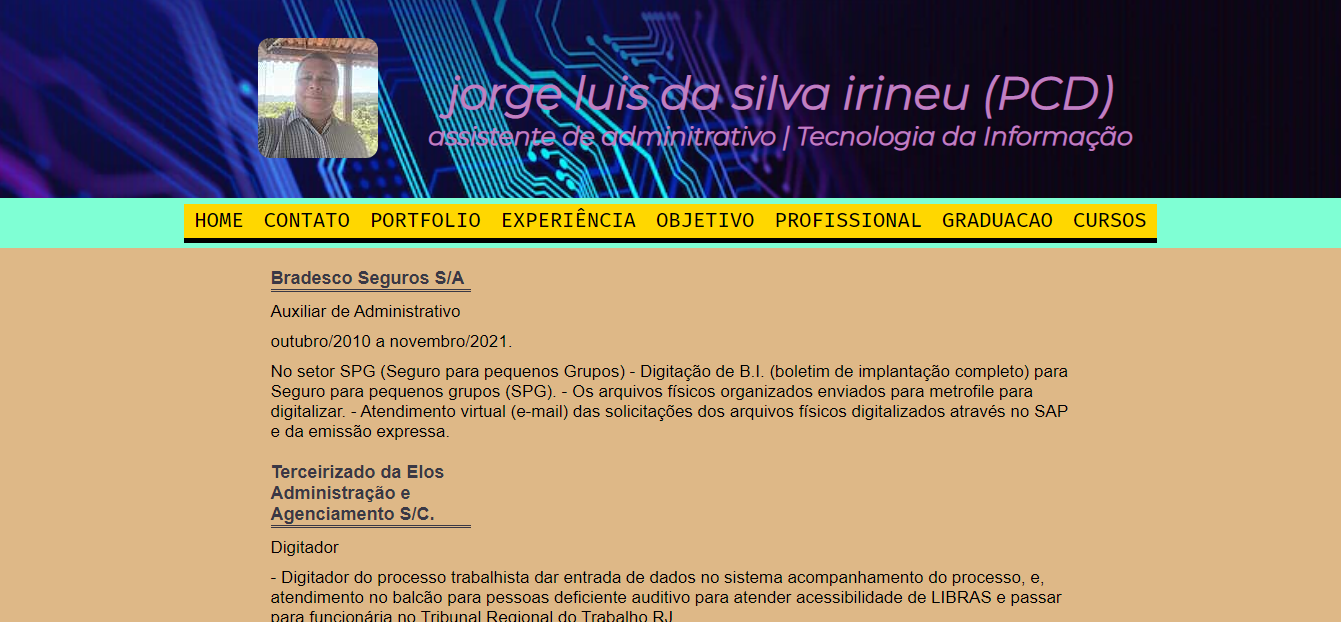 jorge luis da silva irineu (PCD)
assistente de adminitrativo | Tecnologia da Informação
HOME CONTATO PORTFOLIO EXPERIÊNCIA OBJETIVO PROFISSIONAL GRADUACAO CURSOS
Bradesco Seguros S/A
Auxiliar de Administrativo
outubro/2010 a novembro/2021.
No setor SPG (Seguro para pequenos Grupos) - Digitação de B.I. (boletim de implantação completo) para
Seguro para pequenos grupos (SPG). - Os arquivos físicos organizados enviados para metrofile para
digitalizar. - Atendimento virtual (e-mail) das solicitações dos arquivos físicos digitalizados através no SAP
e da emissão expressa.
Terceirizado da Elos
Administração e
Agenciamento S/C.
Digitador
- Digitador do processo trabalhista dar entrada de dados no sistema acompanhamento do processo, e,
atendimento no balcão para pessoas deficiente auditivo para atender acessibilidade de LIBRAS e passar
para funcionária no Tribunal Regional do Trabalho RJ